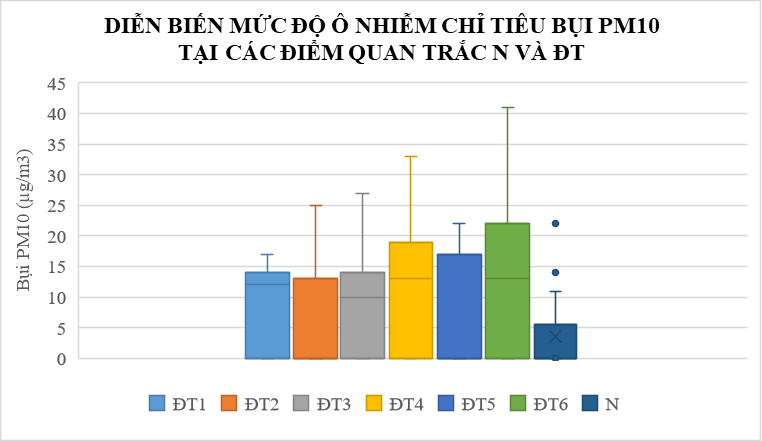 DIỄN BIẾN MỨC ĐỘ Ô NHIỄM CHỈ TIÊU BỤI PM10
TẠI CÁC ĐIỂM QUAN TRẮC N VÀ ĐT
Bụi PM10 (µg/m3)
45
40
35
30
25
20
15
10
5
0
ĐT1 ĐT2 ĐT3 ĐT4 ĐT5 ĐT6 N